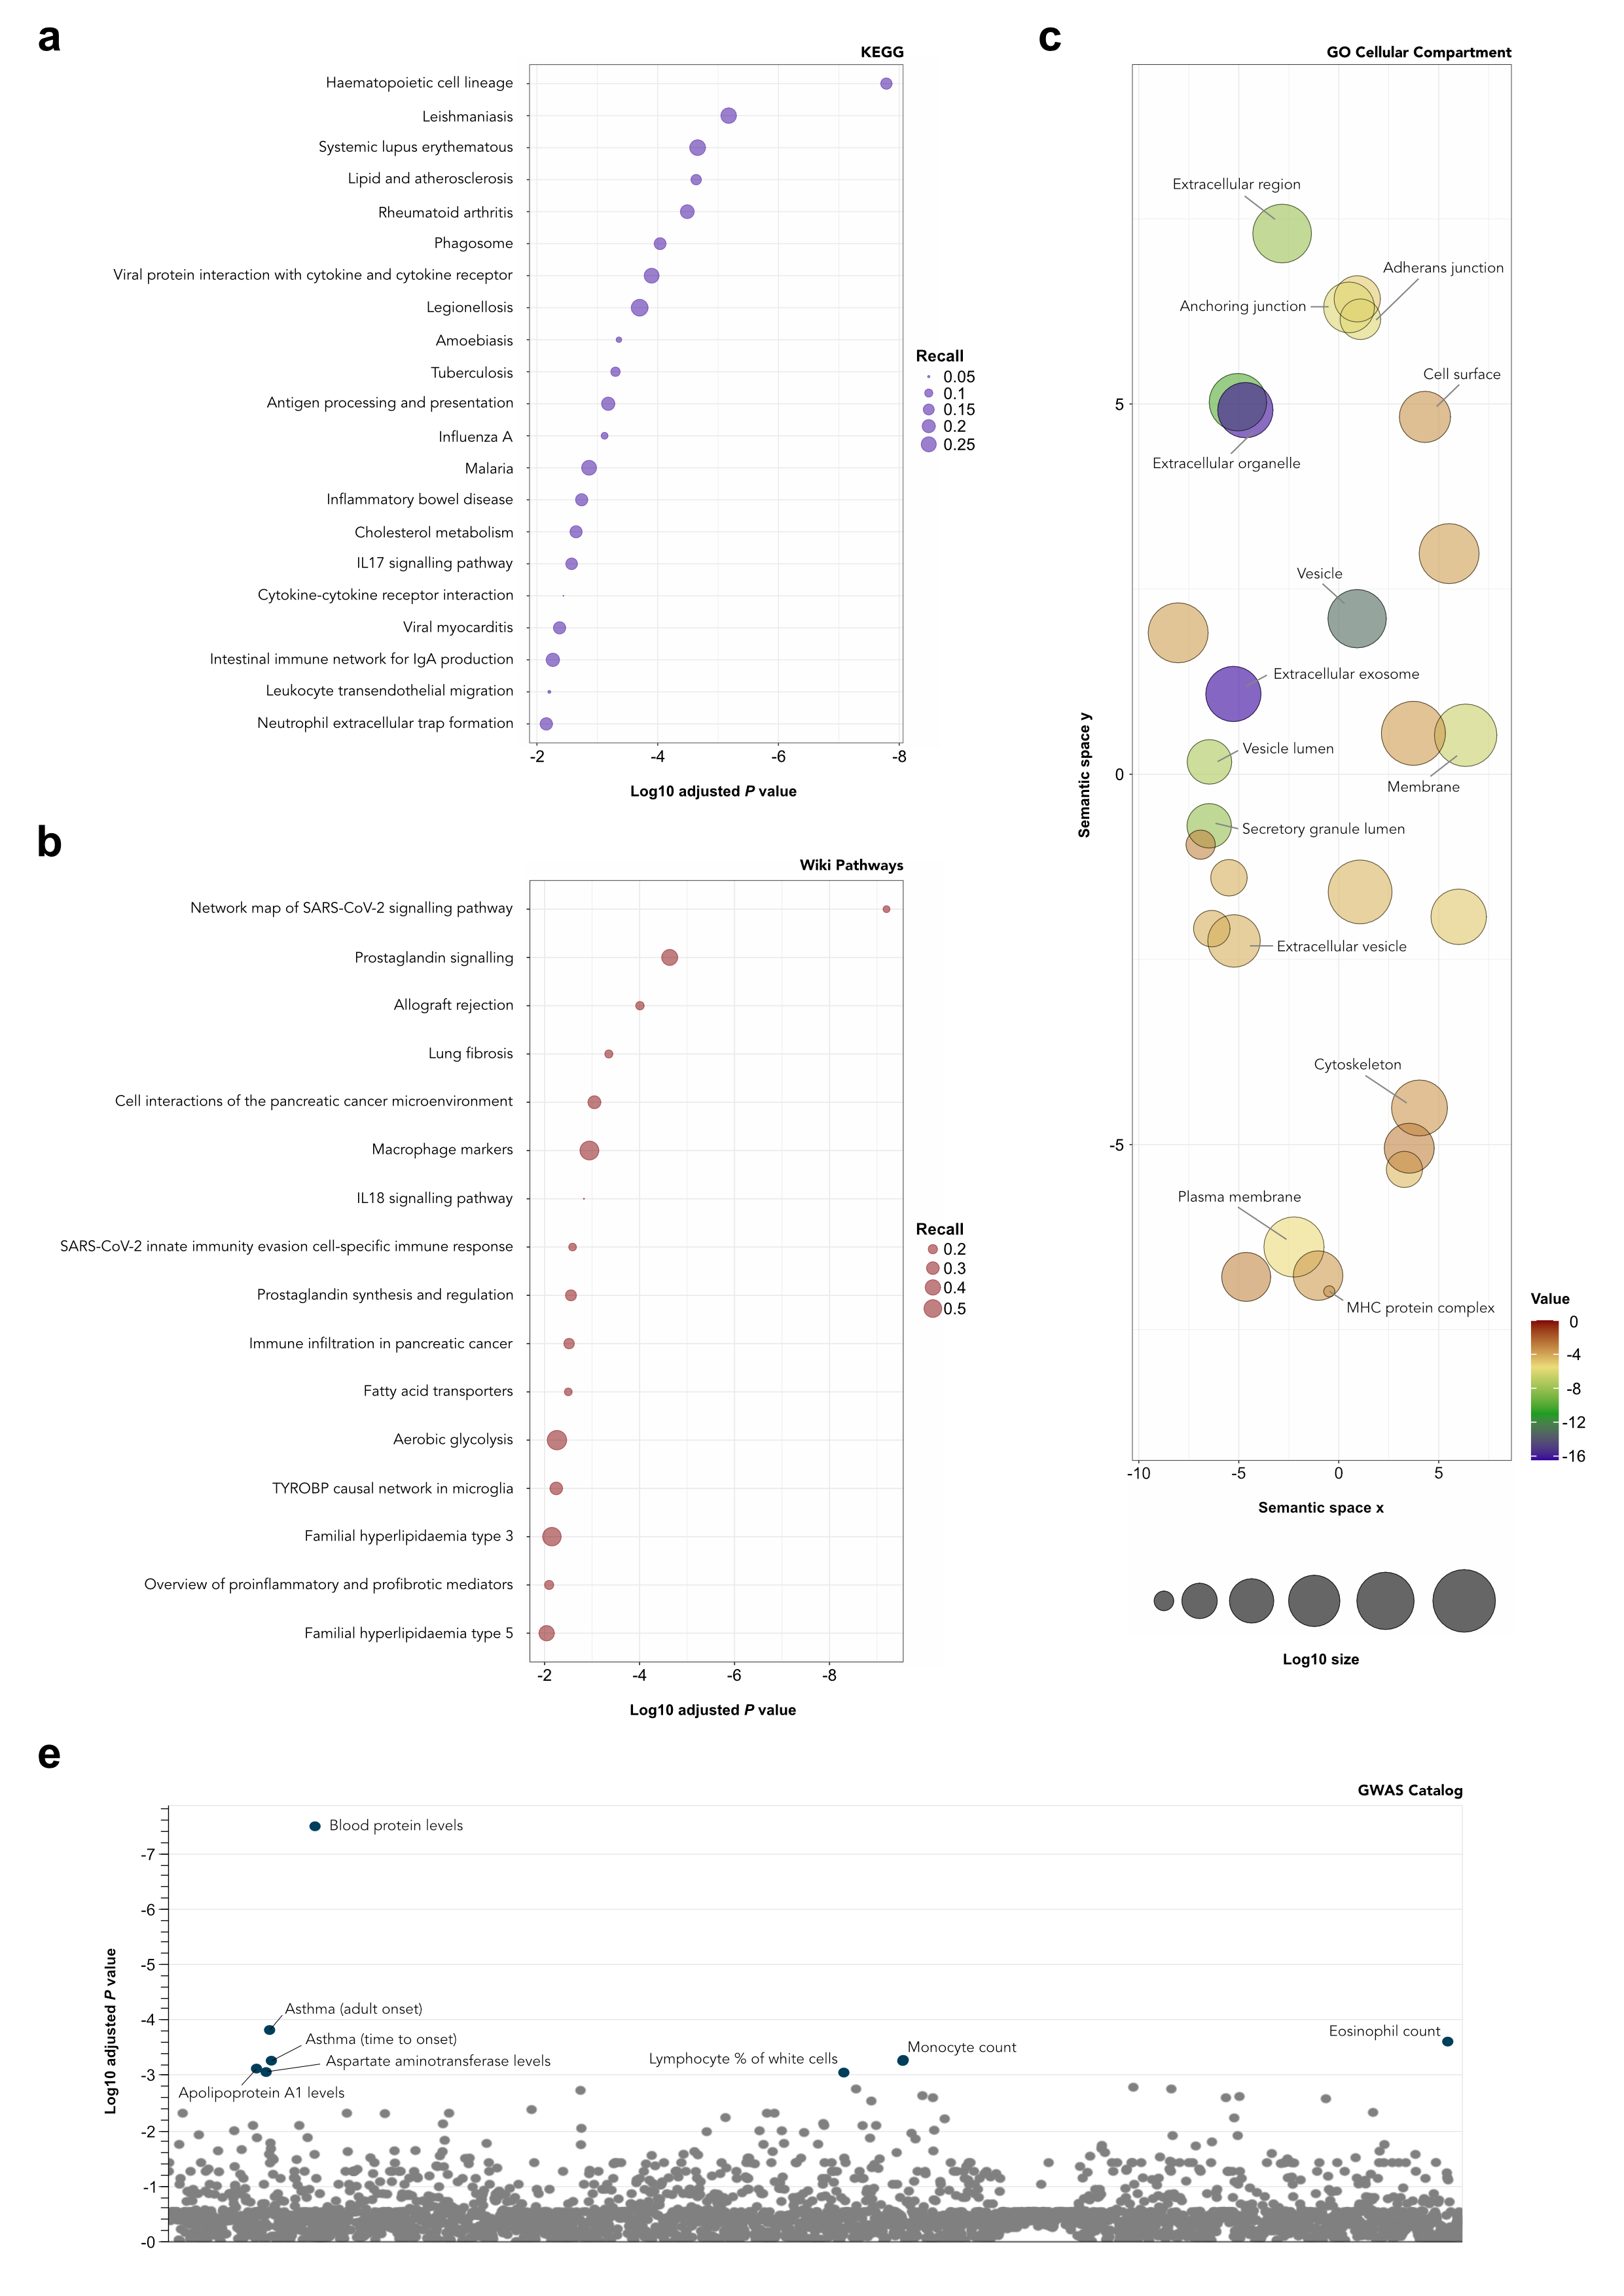 a
KEGG
Haematopoietic cell lineage
Leishmaniasis
Systemic lupus erythematous
Lipid and atherosclerosis
Rheumatoid arthritis
Phagosome
Viral protein interaction with cytokine and cytokine receptor
Legionellosis
Amoebiasis
Tuberculosis
Antigen processing and presentation
Influenza A
Malaria
Inflammatory bowel disease
Cholesterol metabolism
IL17 signalling pathway
Cytokine-cytokine receptor interaction
Viral myocarditis
Intestinal immune network for IgA production
Leukocyte transendothelial migration
Neutrophil extracellular trap formation
-2 -4 -6 -8
Log10 adjusted P value
Recall
0.05
0.1
0.15
0.2
0.25
b
Wiki Pathways
Network map of SARS-CoV-2 signalling pathway
Prostaglandin signalling
Allograft rejection
Lung fibrosis
Cell interactions of the pancreatic cancer microenvironment
Macrophage markers
IL18 signalling pathway
SARS-CoV-2 innate immunity evasion cell-specific immune response
Prostaglandin synthesis and regulation
Immune infiltration in pancreatic cancer
Fatty acid transporters
Aerobic glycolysis
TYROBP causal network in microglia
Familial hyperlipidaemia type 3
Overview of proinflammatory and profibrotic mediators
Familial hyperlipidaemia type 5
-2 -4 -6 -8
Log10 adjusted P value
Recall
0.2
0.3
0.4
0.5
c
GO Cellular Compartment
Extracellular region
Adherans junction
Anchoring junction
Cell surface
Extracellular organelle
Vesicle
Extracellular exosome
Vesicle lumen
Membrane
Secretory granule lumen
Extracellular vesicle
Cytoskeleton
Plasma membrane
MHC protein complex
5
0
-5
Semantic space y
-10 -5 0 5
Semantic space x
Value
0
-4
-8
-12
-16
Log10 size
e
GWAS Catalog
Blood protein levels
Asthma (adult onset)
Asthma (time to onset)
Aspartate aminotransferase levels
Apolipoprotein A1 levels
Lymphocyte % of white cells
Monocyte count
Eosinophil count
-7
-6
-5
-4
-3
-2
-1
-0
Log10 adjusted P value